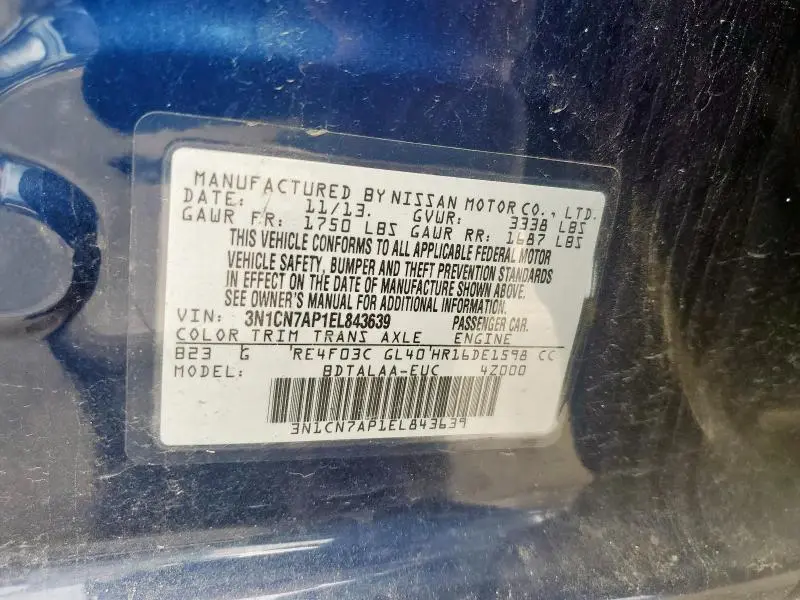 MANUFACTURED BY NISSAN MOTOR CO., LTD.
DATE: 11/13. GVWR: 3338 LBS
GAWR FR: 1750 LBS GAWR RR: 1687 LBS
THIS VEHICLE CONFORMS TO ALL APPLICABLE FEDERAL MOTOR
VEHICLE SAFETY, BUMPER AND THEFT PREVENTION STANDARDS
IN EFFECT ON THE DATE OF MANUFACTURE SHOWN ABOVE.
SEE OWNER'S MANUAL FOR ADDITIONAL INFORMATION.
VIN: 3N1CN7AP1EL843639 PASSENGER CAR.
COLOR TRIM TRANS AXLE ENGINE
B23 G RE4F03C GL40 HR16DE1598 CC
MODEL: BDTALAA-EUC 4Z000
3N1CN7AP1EL843639